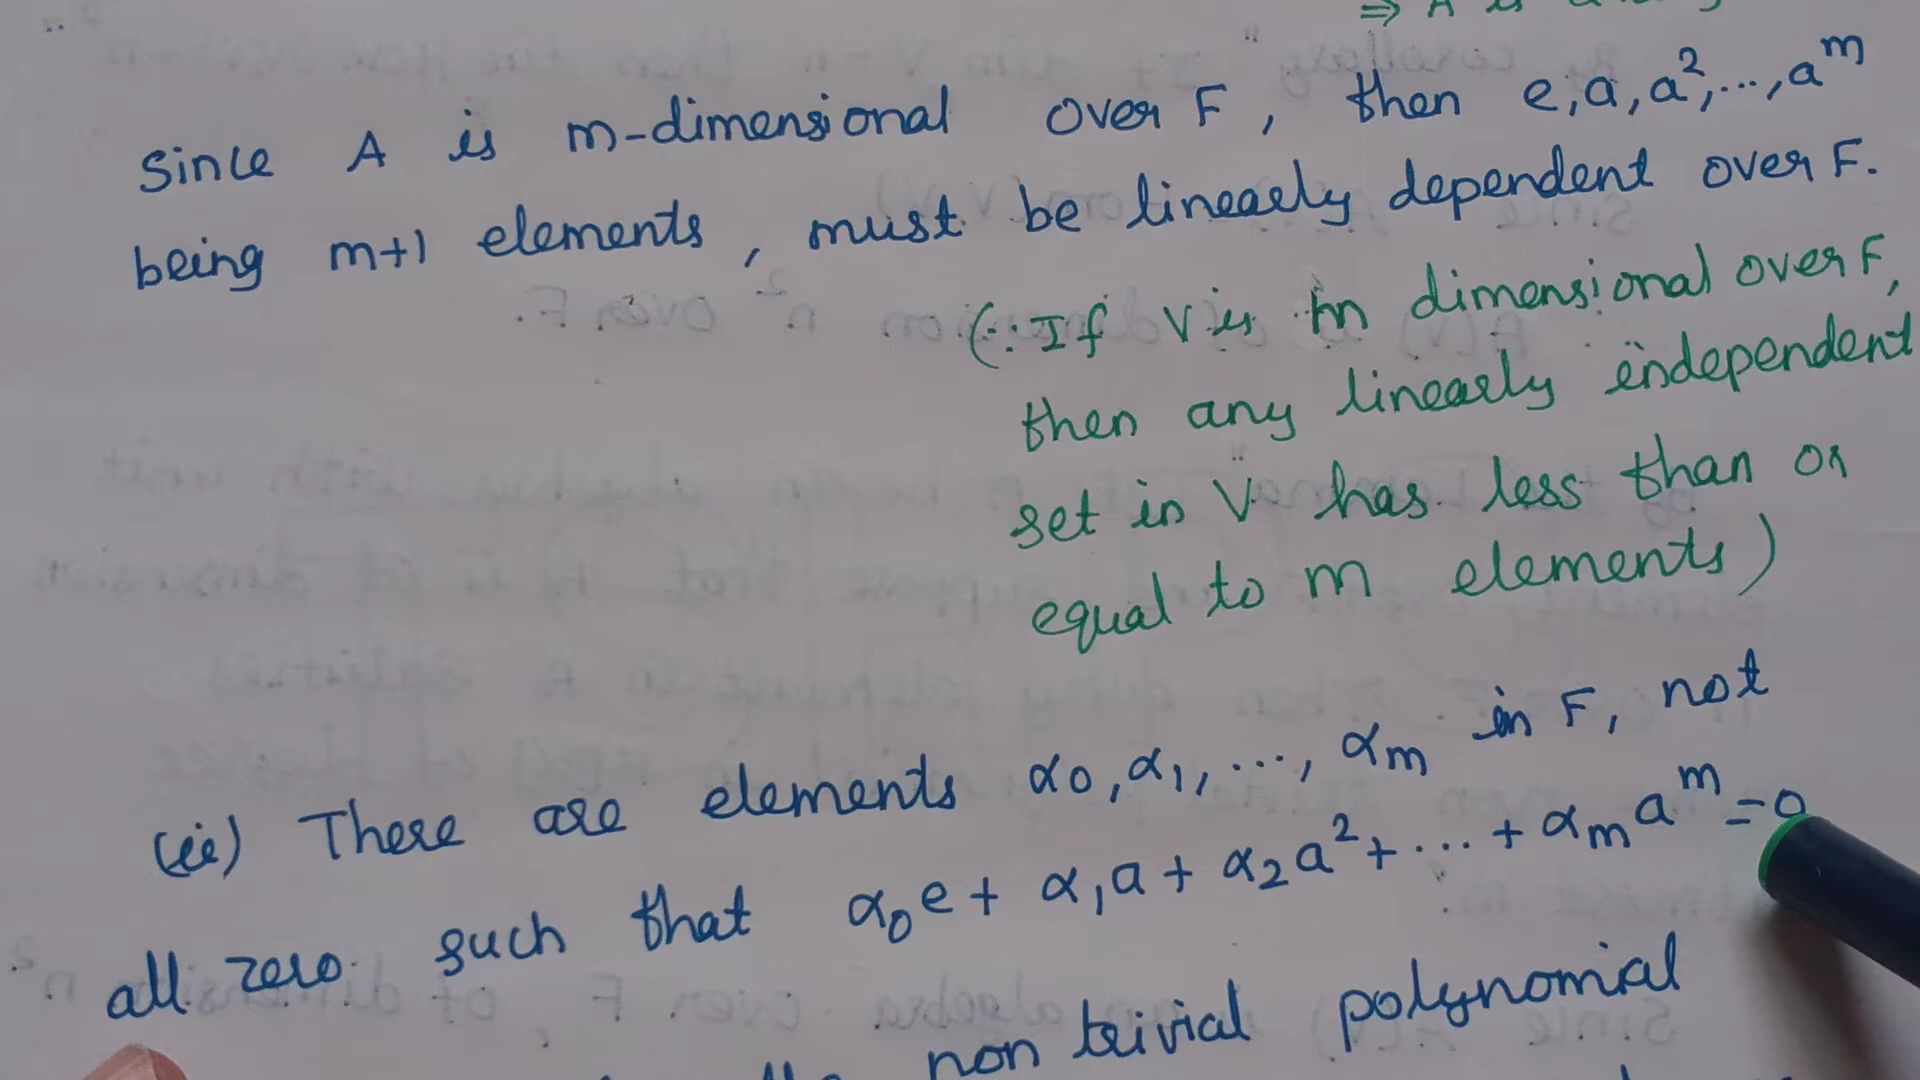 ⇒ A is
since A is m-dimensional over F, then e, a, a², ..., aᵐ
being m+1 elements, must be linearly dependent over F.
(∵ If V is m dimensional over F,
then any linearly independent
set in V has less than or
equal to m elements)
(ii) There are elements α₀, α₁, ..., αₘ in F, not
all zero such that α₀e + α₁a + α₂a² + ... + αₘaᵐ = 0
non trivial polynomial